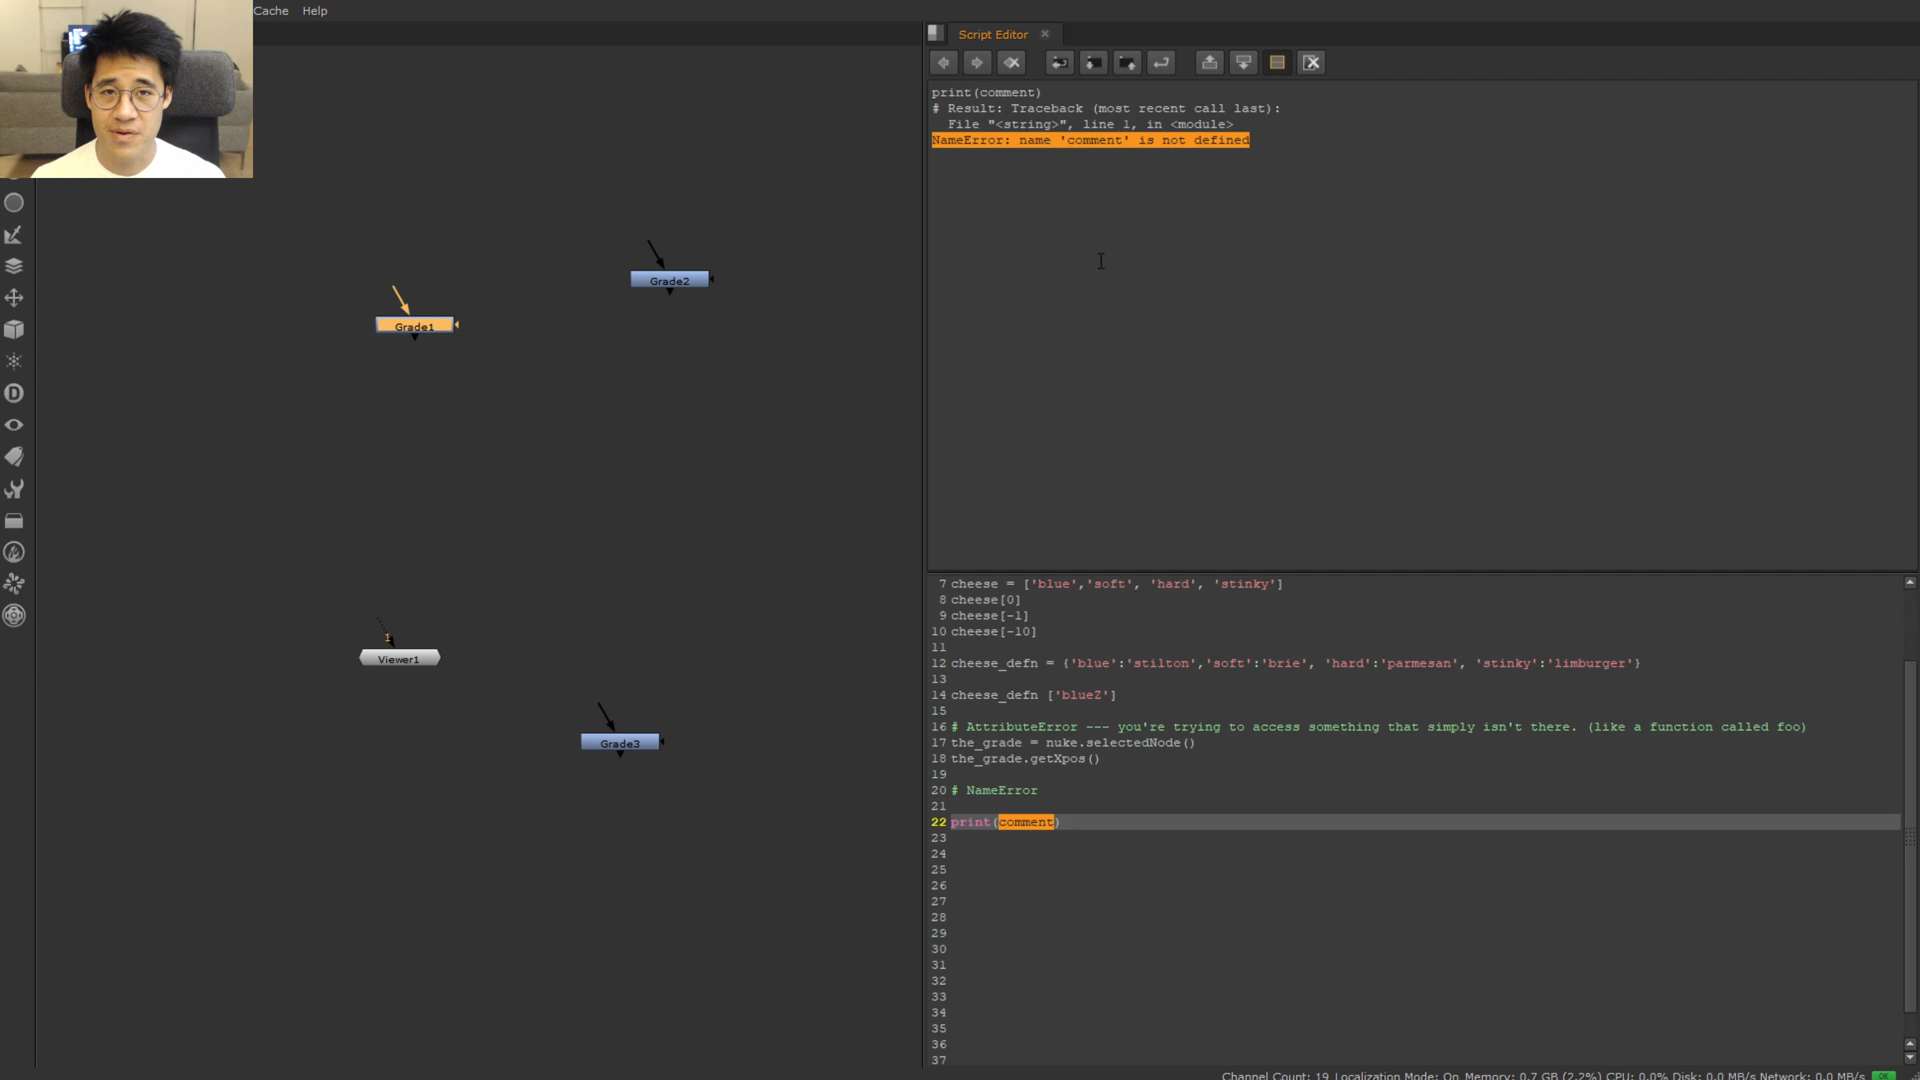 Cache Help
Script Editor
print(comment)
# Result: Traceback (most recent call last):
File "<string>", line 1, in <module>
NameError: name 'comment' is not defined
Grade2
Grade1
1
Viewer1
Grade3
7 cheese = ['blue','soft', 'hard', 'stinky']
8 cheese[0]
9 cheese[-1]
10 cheese[-10]
11
12 cheese_defn = {'blue':'stilton','soft':'brie', 'hard':'parmesan', 'stinky':'limburger'}
13
14 cheese_defn ['blueZ']
15
16 # AttributeError --- you're trying to access something that simply isn't there. (like a function called foo)
17 the_grade = nuke.selectedNode()
18 the_grade.getXpos()
19
20 # NameError
21
22 print(comment)
23
24
25
26
27
28
29
30
31
32
33
34
35
36
37
Channel Count: 19 Localization Mode: On Memory: 0.7 GB (2.2%) CPU: 0.0% Disk: 0.0 MB/s Network: 0.0 MB/s OK